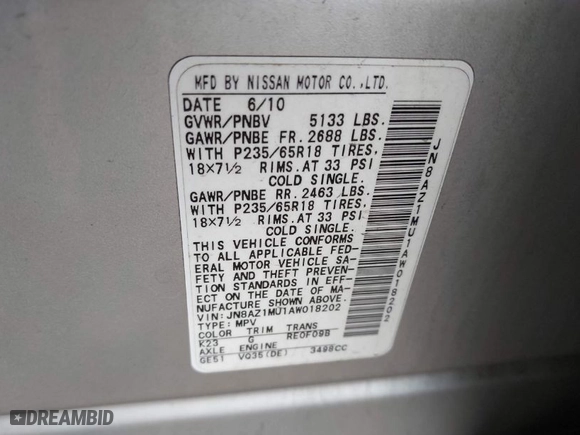 MFD BY NISSAN MOTOR CO.,LTD.
DATE 6/10
GVWR/PNBV 5133 LBS.
GAWR/PNBE FR. 2688 LBS.
WITH P235/65R18 TIRES,
18×7½ RIMS. AT 33 PSI
COLD SINGLE.
GAWR/PNBE RR. 2463 LBS.
WITH P235/65R18 TIRES,
18×7½ RIMS. AT 33 PSI
COLD SINGLE.
THIS VEHICLE CONFORMS
TO ALL APPLICABLE FED-
ERAL MOTOR VEHICLE SA-
FETY AND THEFT PREVEN-
TION STANDARDS IN EFF-
ECT ON THE DATE OF MA-
NUFACTURE SHOWN ABOVE.
VIN: JN8AZ1MU1AW018202
TYPE: MPV
COLOR TRIM TRANS
K23 G RE0F09B
AXLE ENGINE
GE51 VQ35(DE) 3498CC
JN8AZ1MU1AW018202
DREAMBID